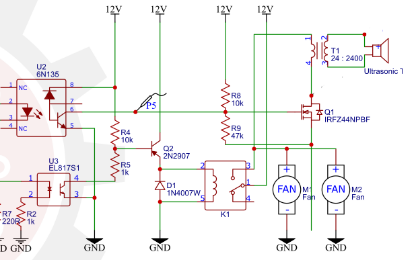 12V 12V 12V 12V
U2
6N135
1 NC 8
2 7
3 6
4 NC 5
P5
R8
10k
R4
10k
R9
47k
T1
24 : 2400
Ultrasonic T
Q1
IRFZ44NPBF
Q2
2N2907
R5
1k
U3
EL817S1
1 4
2 3
D1
1N4007W
2 3
1
5 4
K1
FAN
M1
Fan
FAN
M2
Fan
R7
220R
R2
1k
GND GND GND GND GND GND